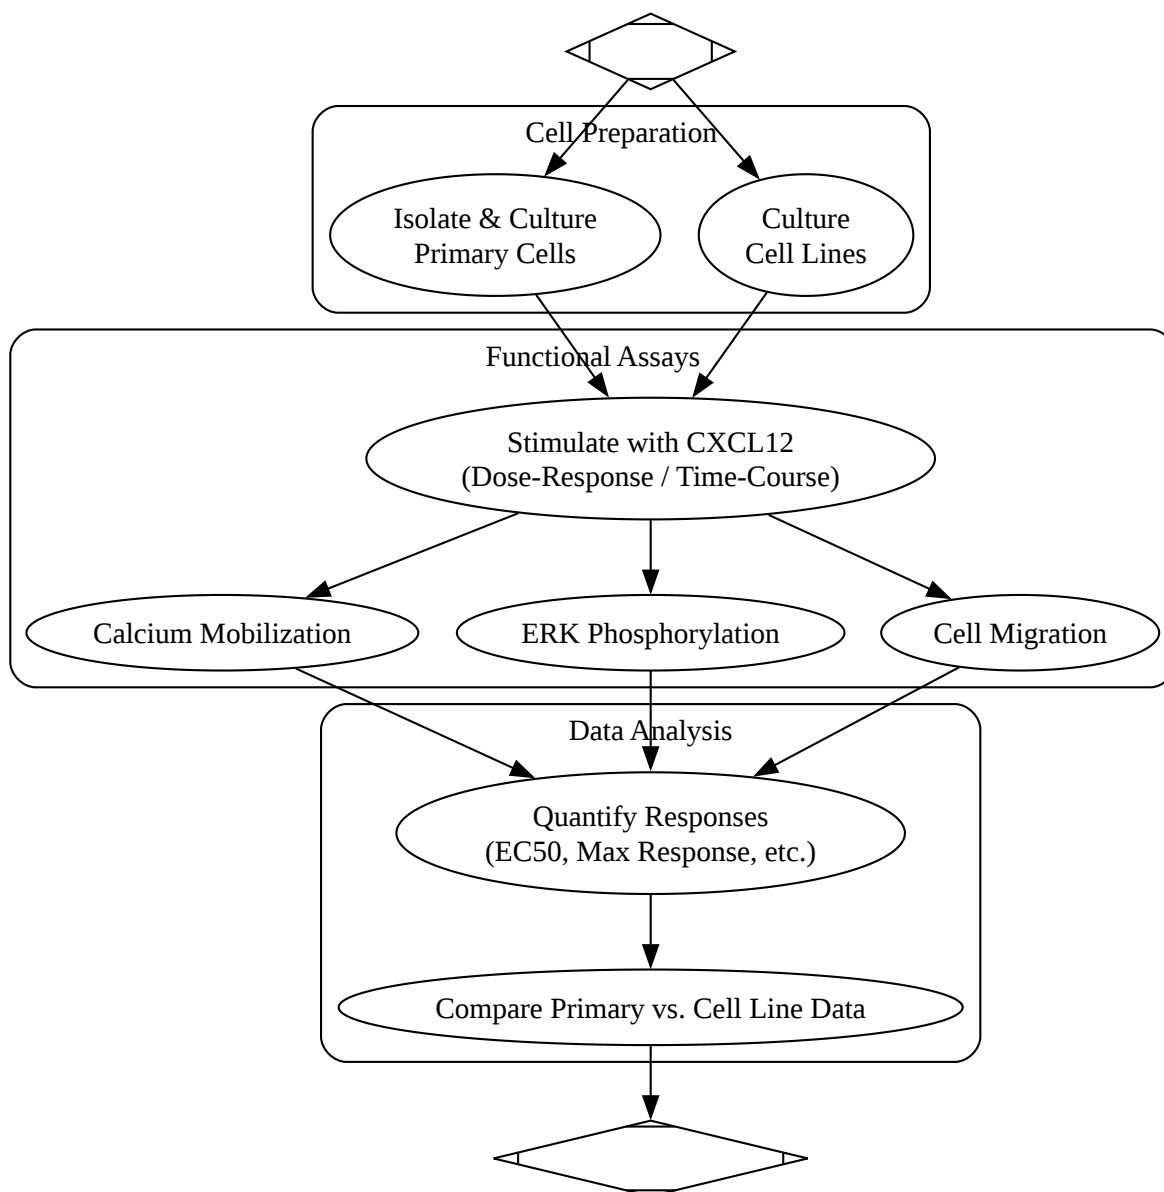 Cell Preparation
Isolate & Culture
Primary Cells
Culture
Cell Lines
Functional Assays
Stimulate with CXCL12
(Dose-Response / Time-Course)
Calcium Mobilization
ERK Phosphorylation
Cell Migration
Data Analysis
Quantify Responses
(EC50, Max Response, etc.)
Compare Primary vs. Cell Line Data